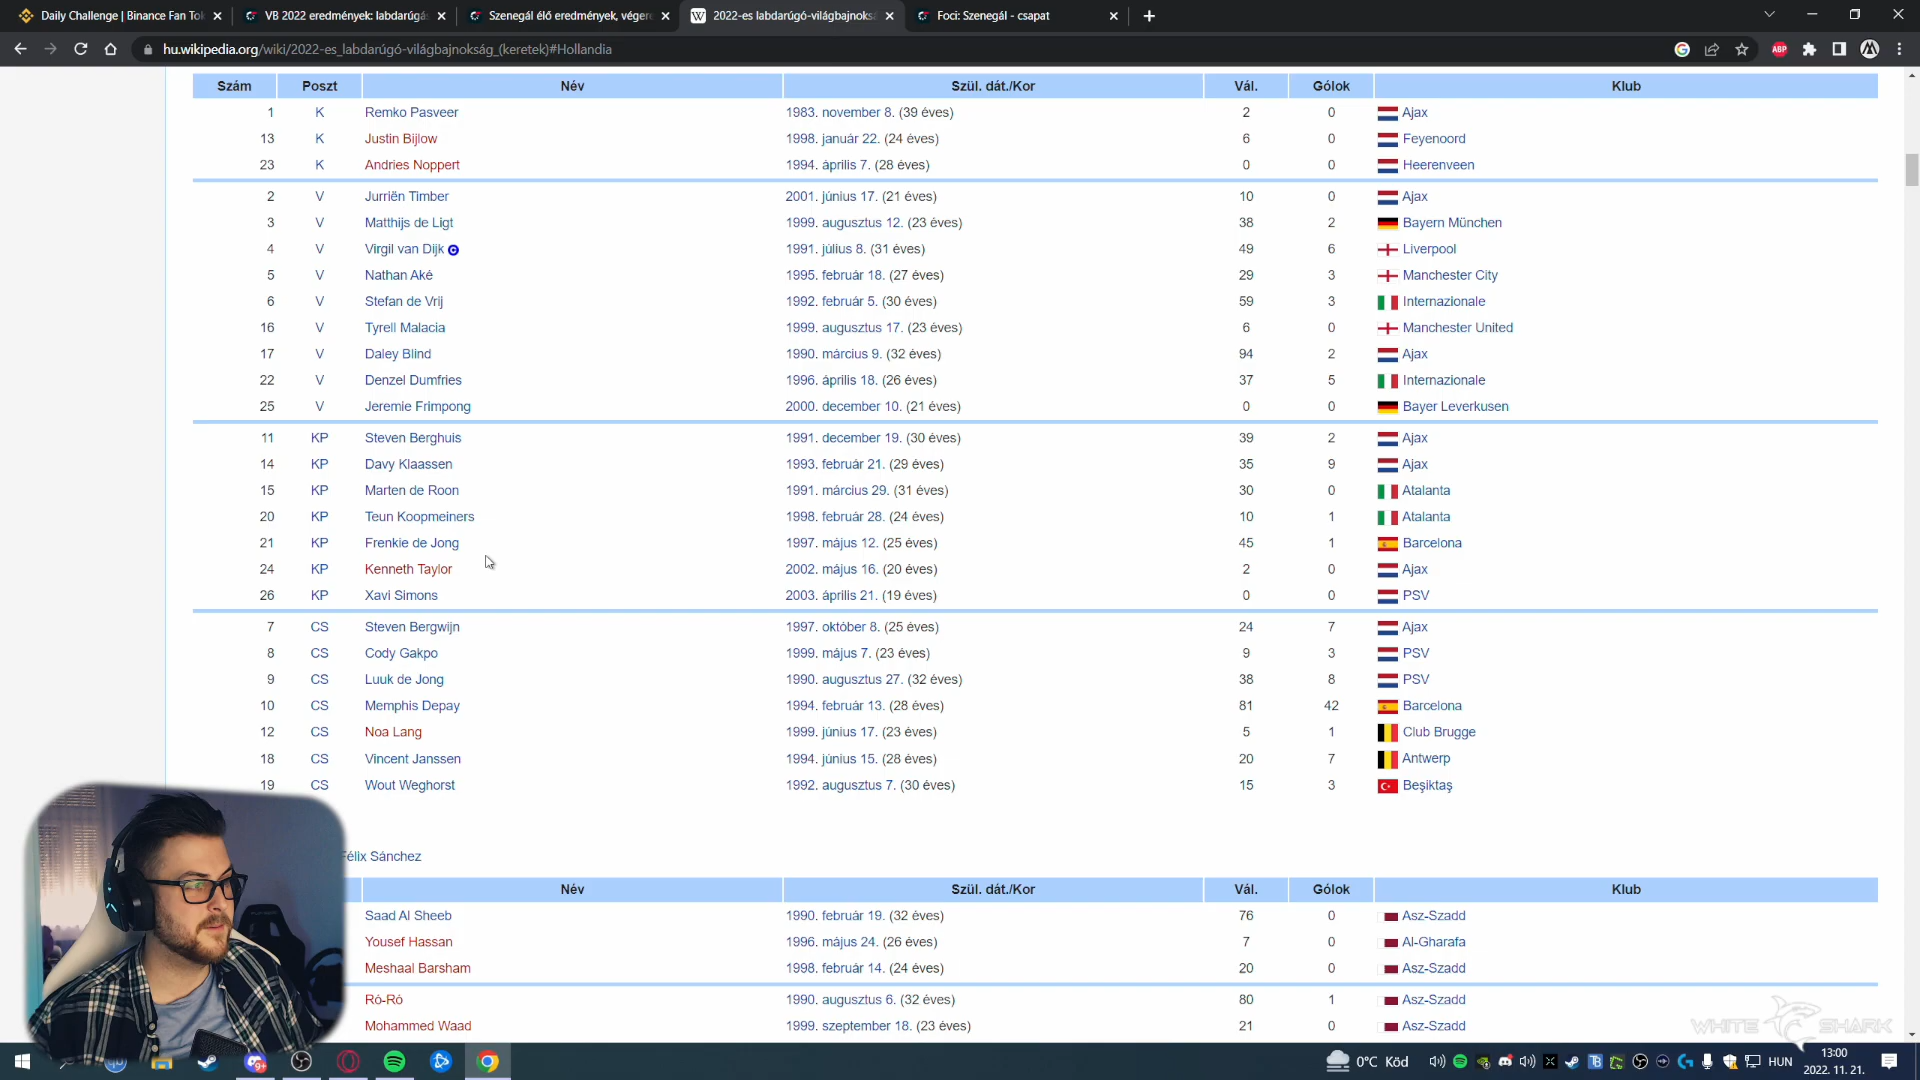 Daily Challenge | Binance Fan Tok
VB 2022 eredmények: labdarúgás
Szenegál élő eredmények, végere
2022-es labdarúgó-világbajnoksá
Foci: Szenegál - csapat
hu.wikipedia.org/wiki/2022-es_labdarúgó-világbajnokság_(keretek)#Hollandia
ABP
Szám Poszt Név Szül. dát./Kor Vál. Gólok Klub
1 K Remko Pasveer 1983. november 8. (39 éves) 2 0 Ajax
13 K Justin Bijlow 1998. január 22. (24 éves) 6 0 Feyenoord
23 K Andries Noppert 1994. április 7. (28 éves) 0 0 Heerenveen
2 V Jurriën Timber 2001. június 17. (21 éves) 10 0 Ajax
3 V Matthijs de Ligt 1999. augusztus 12. (23 éves) 38 2 Bayern München
4 V Virgil van Dijk 1991. július 8. (31 éves) 49 6 Liverpool
5 V Nathan Aké 1995. február 18. (27 éves) 29 3 Manchester City
6 V Stefan de Vrij 1992. február 5. (30 éves) 59 3 Internazionale
16 V Tyrell Malacia 1999. augusztus 17. (23 éves) 6 0 Manchester United
17 V Daley Blind 1990. március 9. (32 éves) 94 2 Ajax
22 V Denzel Dumfries 1996. április 18. (26 éves) 37 5 Internazionale
25 V Jeremie Frimpong 2000. december 10. (21 éves) 0 0 Bayer Leverkusen
11 KP Steven Berghuis 1991. december 19. (30 éves) 39 2 Ajax
14 KP Davy Klaassen 1993. február 21. (29 éves) 35 9 Ajax
15 KP Marten de Roon 1991. március 29. (31 éves) 30 0 Atalanta
20 KP Teun Koopmeiners 1998. február 28. (24 éves) 10 1 Atalanta
21 KP Frenkie de Jong 1997. május 12. (25 éves) 45 1 Barcelona
24 KP Kenneth Taylor 2002. május 16. (20 éves) 2 0 Ajax
26 KP Xavi Simons 2003. április 21. (19 éves) 0 0 PSV
7 CS Steven Bergwijn 1997. október 8. (25 éves) 24 7 Ajax
8 CS Cody Gakpo 1999. május 7. (23 éves) 9 3 PSV
9 CS Luuk de Jong 1990. augusztus 27. (32 éves) 38 8 PSV
10 CS Memphis Depay 1994. február 13. (28 éves) 81 42 Barcelona
12 CS Noa Lang 1999. június 17. (23 éves) 5 1 Club Brugge
18 CS Vincent Janssen 1994. június 15. (28 éves) 20 7 Antwerp
19 CS Wout Weghorst 1992. augusztus 7. (30 éves) 15 3 Beşiktaş
Félix Sánchez
Név Szül. dát./Kor Vál. Gólok Klub
Saad Al Sheeb 1990. február 19. (32 éves) 76 0 Asz-Szadd
Yousef Hassan 1996. május 24. (26 éves) 7 0 Al-Gharafa
Meshaal Barsham 1998. február 14. (24 éves) 20 0 Asz-Szadd
Ró-Ró 1990. augusztus 6. (32 éves) 80 1 Asz-Szadd
Mohammed Waad 1999. szeptember 18. (23 éves) 21 0 Asz-Szadd
WHITE SHARK
0°C Köd
HUN
13:00
2022. 11. 21.